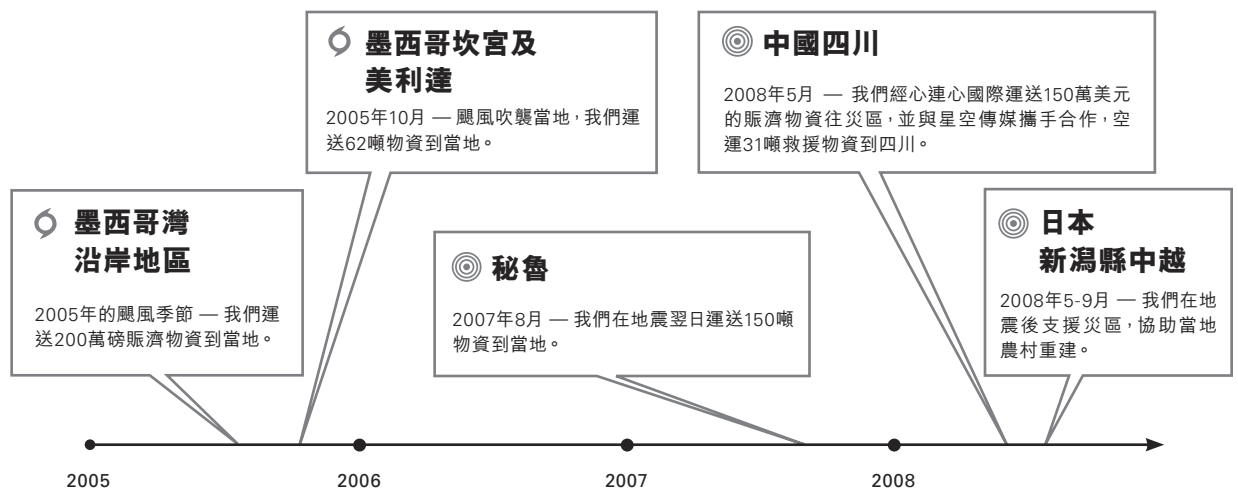 墨西哥灣
沿岸地區
2005年的颶風季節 — 我們運
送200萬磅賑濟物資到當地。
墨西哥坎宮及
美利達
2005年10月 — 颶風吹襲當地，我們運
送62噸物資到當地。
秘魯
2007年8月 — 我們在地震翌日運送150噸
物資到當地。
中國四川
2008年5月 — 我們經心連心國際運送150萬美元
的賑濟物資往災區，並與星空傳媒攜手合作，空
運31噸救援物資到四川。
日本
新潟縣中越
2008年5-9月 — 我們在地
震後支援災區，協助當地
農村重建。
2005
2006
2007
2008